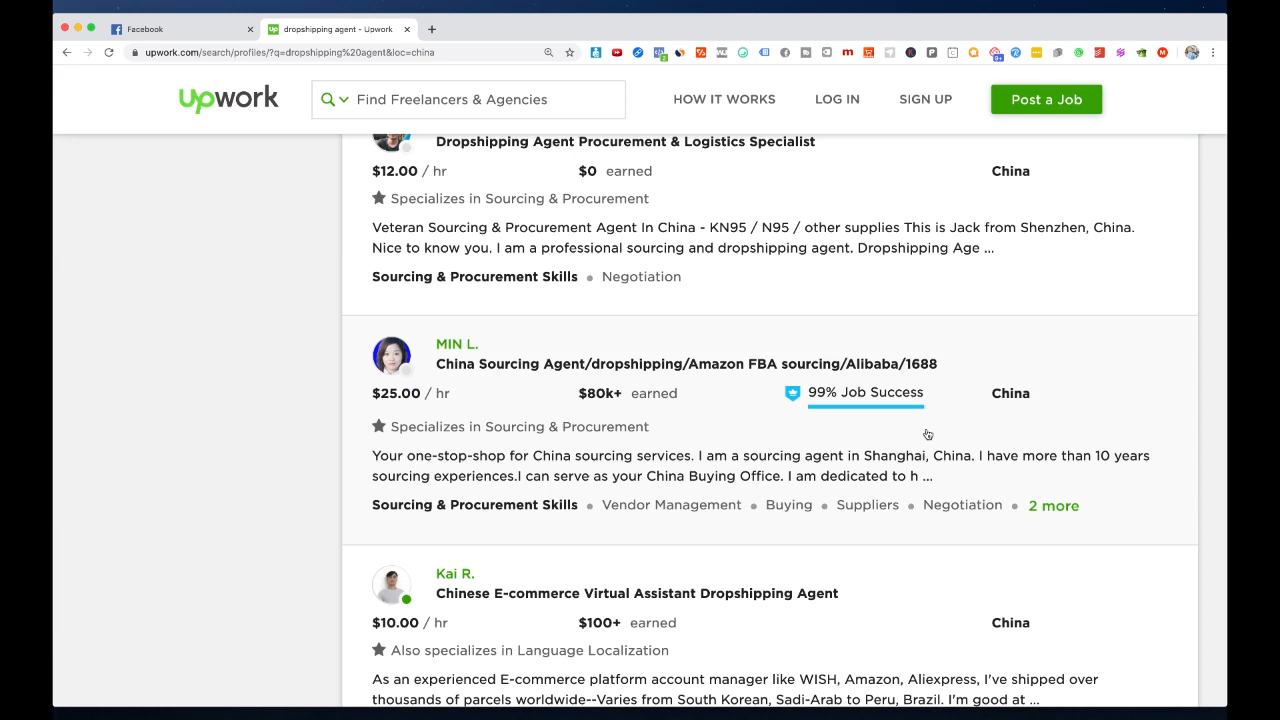 Facebook
dropshipping agent - Upwork
upwork.com/search/profiles/?q=dropshipping%20agent&loc=china
upwork
Find Freelancers & Agencies
HOW IT WORKS
LOG IN
SIGN UP
Post a Job
Dropshipping Agent Procurement & Logistics Specialist
$12.00 / hr $0 earned China
Specializes in Sourcing & Procurement
Veteran Sourcing & Procurement Agent In China - KN95 / N95 / other supplies This is Jack from Shenzhen, China.
Nice to know you. I am a professional sourcing and dropshipping agent. Dropshipping Age ...
Sourcing & Procurement Skills • Negotiation
MIN L.
China Sourcing Agent/dropshipping/Amazon FBA sourcing/Alibaba/1688
$25.00 / hr $80k+ earned 99% Job Success China
Specializes in Sourcing & Procurement
Your one-stop-shop for China sourcing services. I am a sourcing agent in Shanghai, China. I have more than 10 years
sourcing experiences.I can serve as your China Buying Office. I am dedicated to h ...
Sourcing & Procurement Skills • Vendor Management • Buying • Suppliers • Negotiation • 2 more
Kai R.
Chinese E-commerce Virtual Assistant Dropshipping Agent
$10.00 / hr $100+ earned China
Also specializes in Language Localization
As an experienced E-commerce platform account manager like WISH, Amazon, Aliexpress, I've shipped over
thousands of parcels worldwide--Varies from South Korean, Sadi-Arab to Peru, Brazil. I'm good at ...